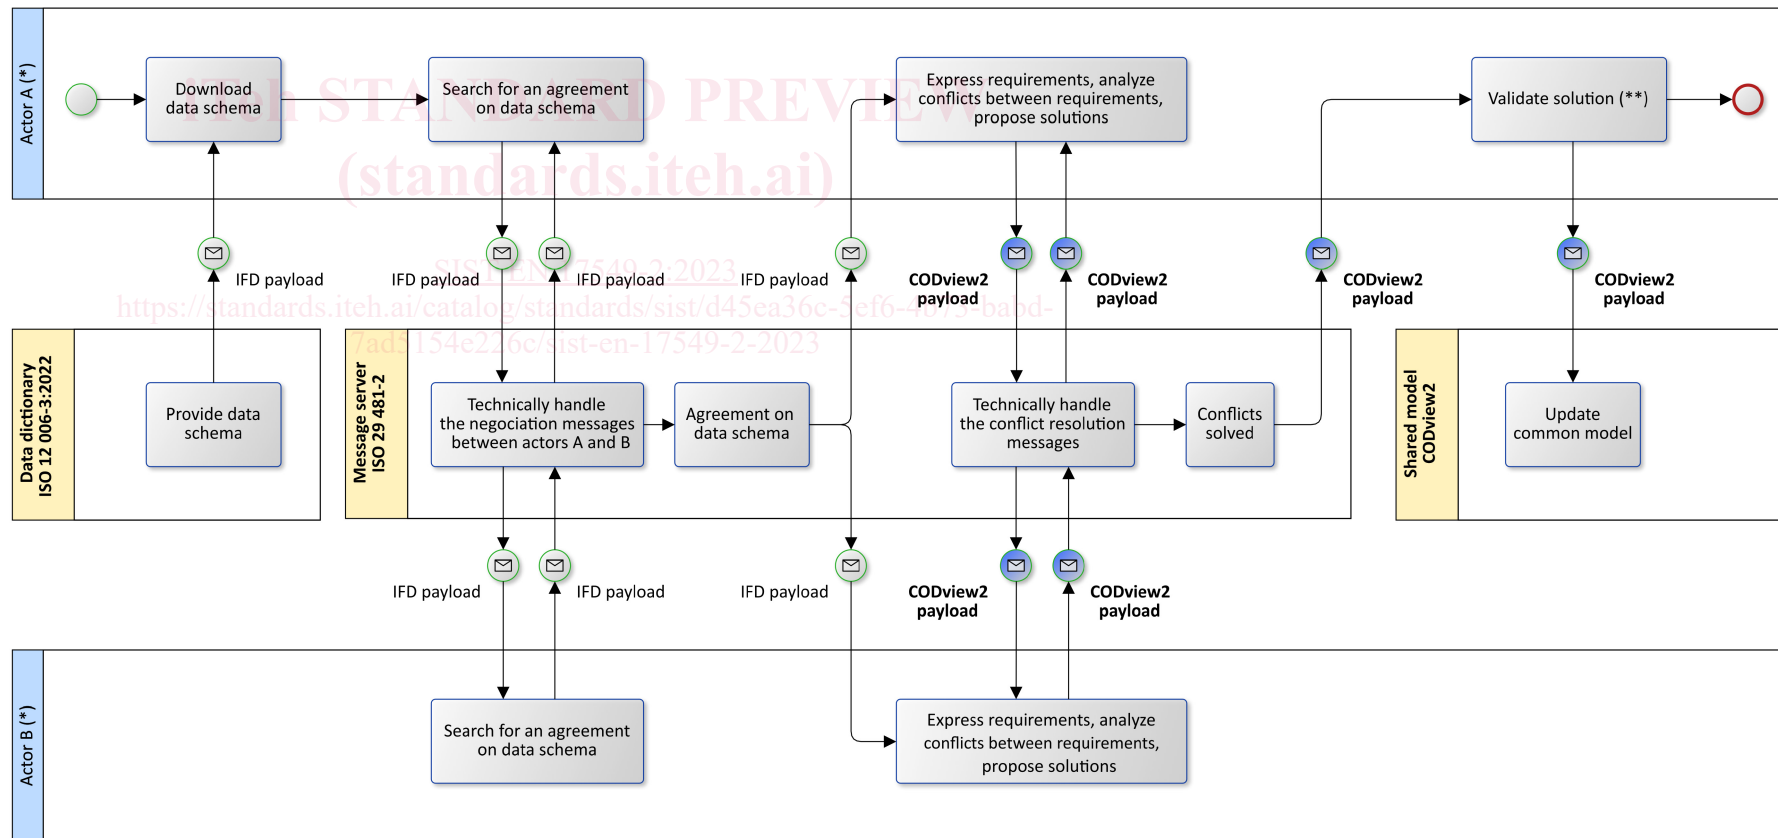 Actor A (*)
Download
data schema
Search for an agreement
on data schema
Express requirements, analyze
conflicts between requirements,
propose solutions
Validate solution (**)
iTeh STANDARD PREVIEW
(standards.iteh.ai)
IFD payload
IFD payload
IFD payload
IFD payload
CODview2
payload
CODview2
payload
CODview2
payload
CODview2
payload
SIST EN 17549-2:2023
https://standards.iteh.ai/catalog/standards/sist/d45ea36c-5ef6-4b75-babd-
7ad5154e226c/sist-en-17549-2-2023
Data dictionary
ISO 12 006-3:2022
Provide data
schema
Message server
ISO 29 481-2
Technically handle
the negociation messages
between actors A and B
Agreement on
data schema
Technically handle
the conflict resolution
messages
Conflicts
solved
Shared model
CODview2
Update
common model
IFD payload
IFD payload
IFD payload
CODview2
payload
CODview2
payload
Actor B (*)
Search for an agreement
on data schema
Express requirements, analyze
conflicts between requirements,
propose solutions